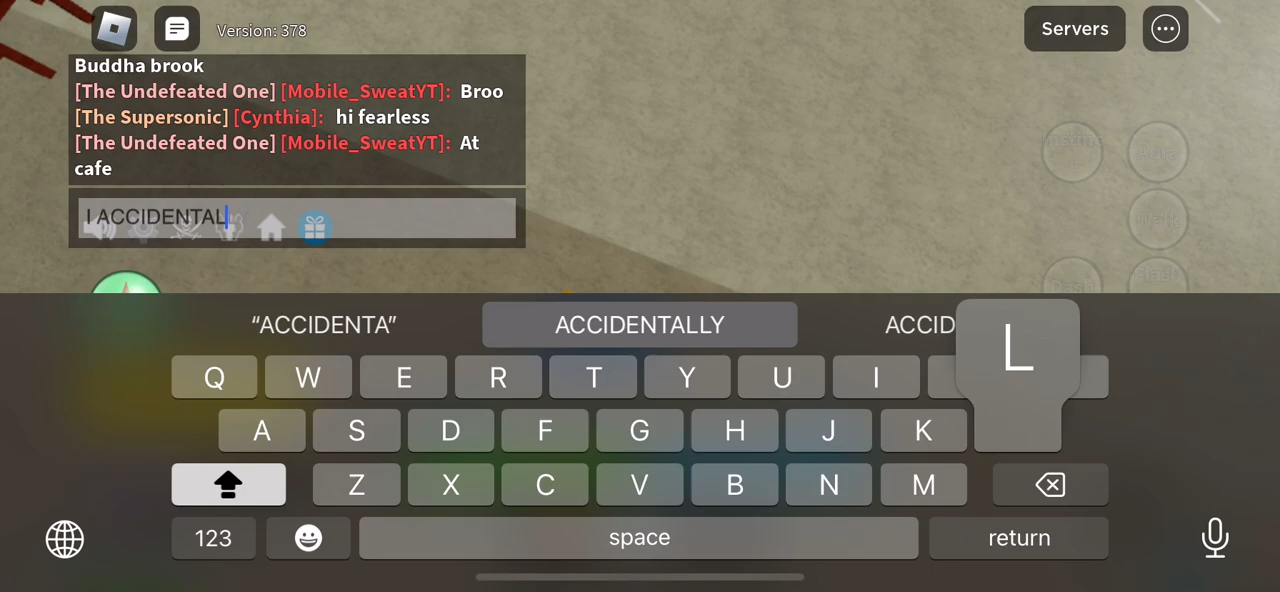 Version: 378
Servers
Buddha brook
[The Undefeated One] [Mobile_SweatYT]: Broo
[The Supersonic] [Cynthia]: hi fearless
[The Undefeated One] [Mobile_SweatYT]: At
cafe
I ACCIDENTAL
“ACCIDENTA” ACCIDENTALLY ACCID
L
Q W E R T Y U I
A S D F G H J K
Z X C V B N M
123 space return